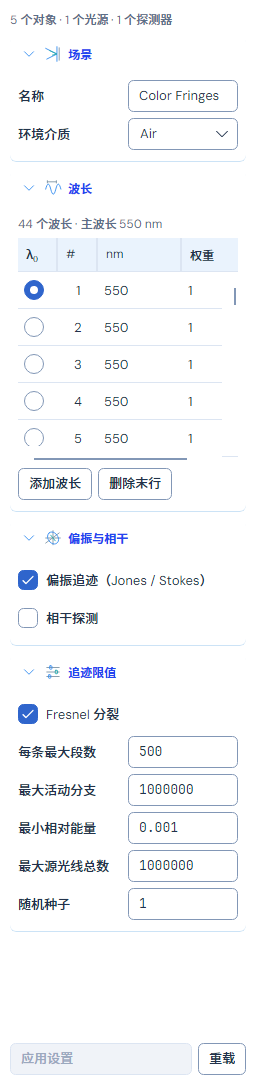 5 个对象 · 1 个光源 · 1 个探测器
场景
名称 Color Fringes
环境介质 Air
波长
44 个波长 · 主波长 550 nm
λ₀ # nm 权重
1 550 1
2 550 1
3 550 1
4 550 1
5 550 1
添加波长 删除末行
偏振与相干
偏振追迹（Jones / Stokes）
相干探测
追迹限值
Fresnel 分裂
每条最大段数 500
最大活动分支 1000000
最小相对能量 0.001
最大源光线总数 1000000
随机种子 1
应用设置 重载